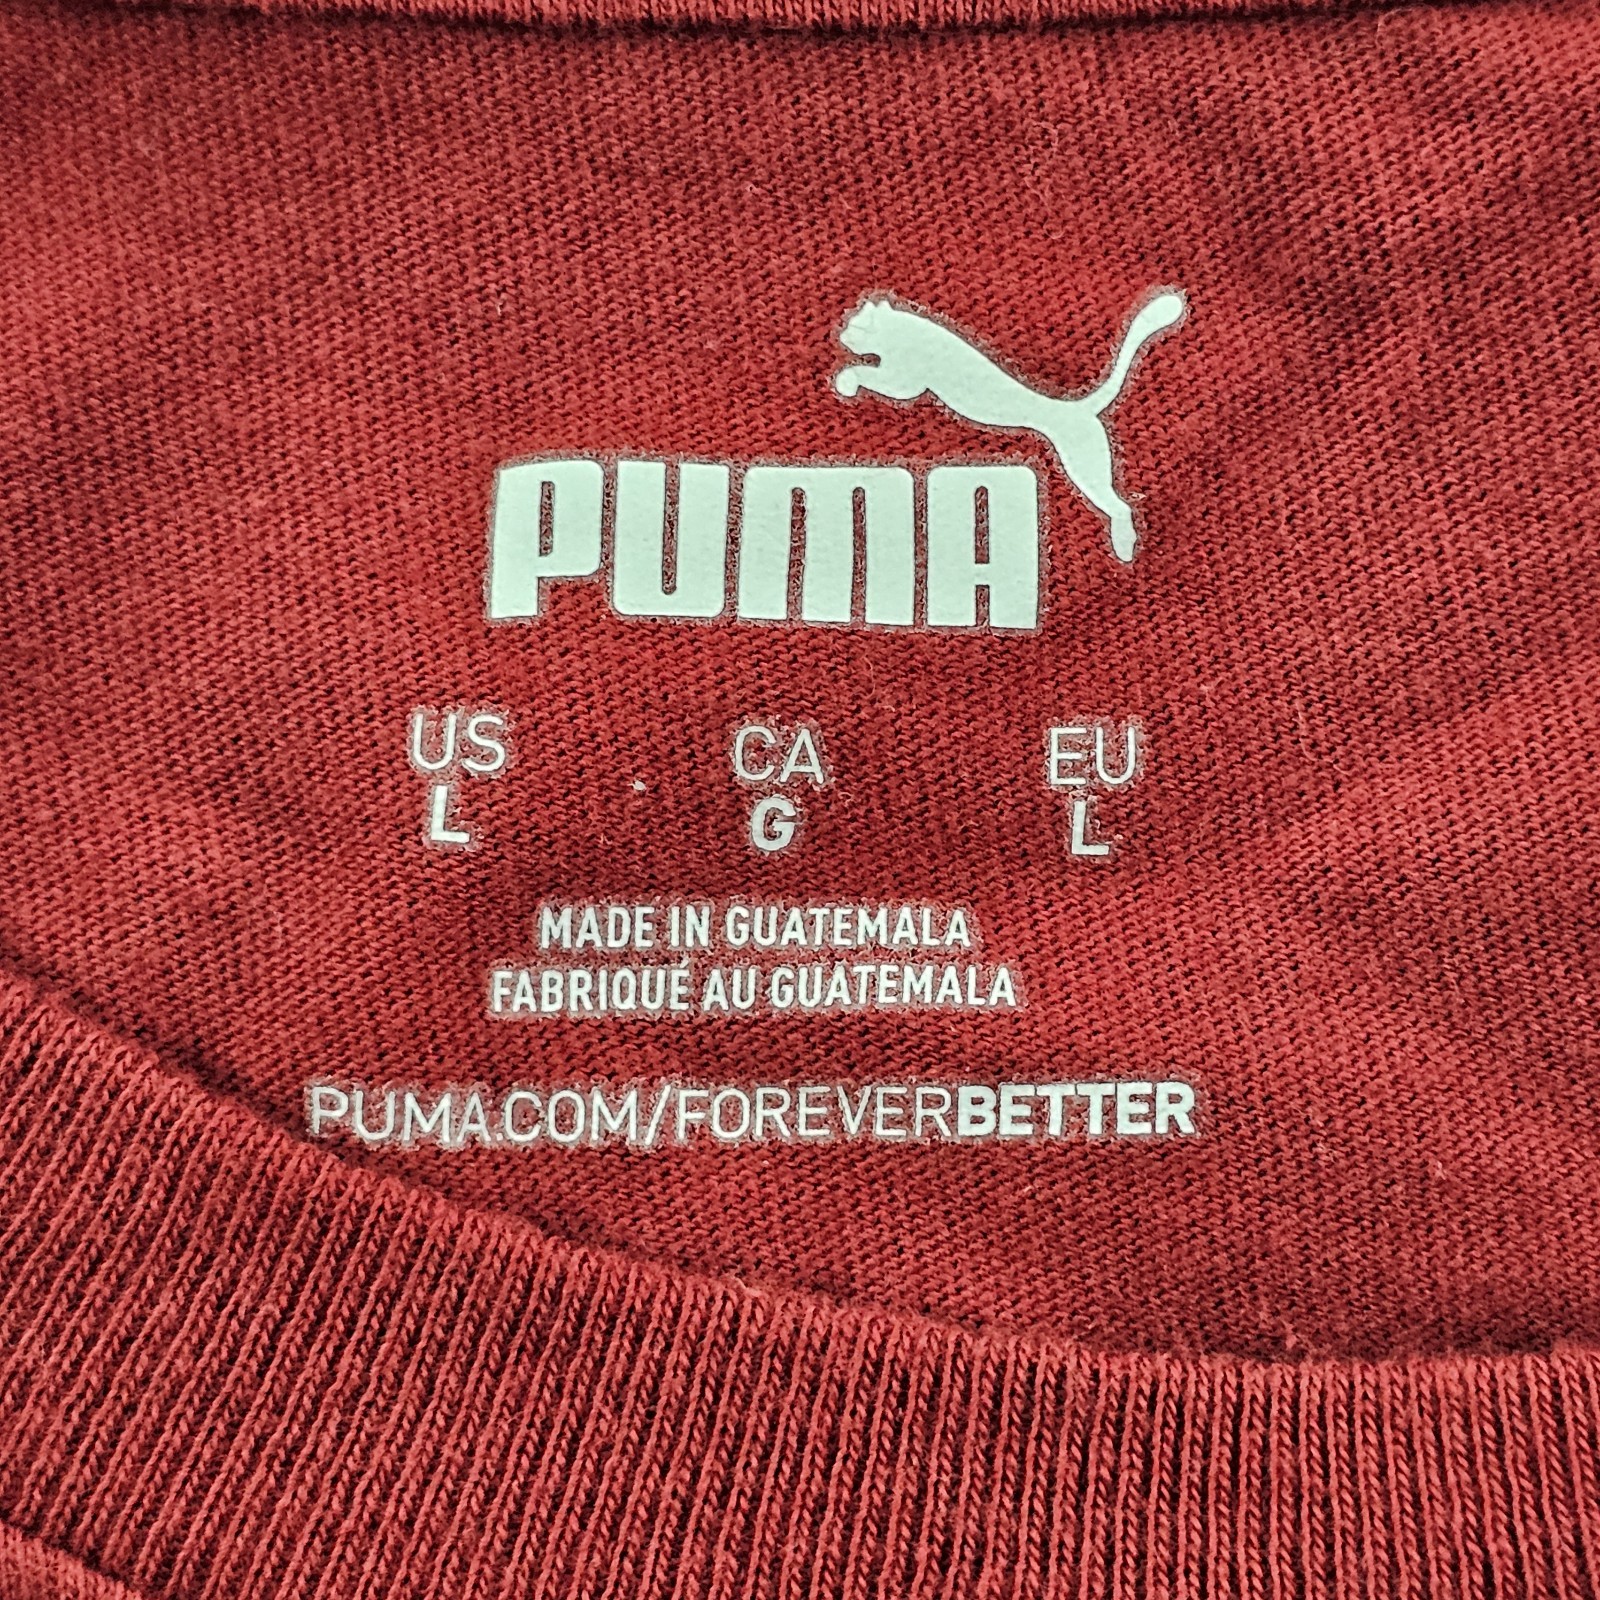 PUMA
US CA EU
L G L
MADE IN GUATEMALA
FABRIQUÉ AU GUATEMALA
PUMA.COM/FOREVERBETTER